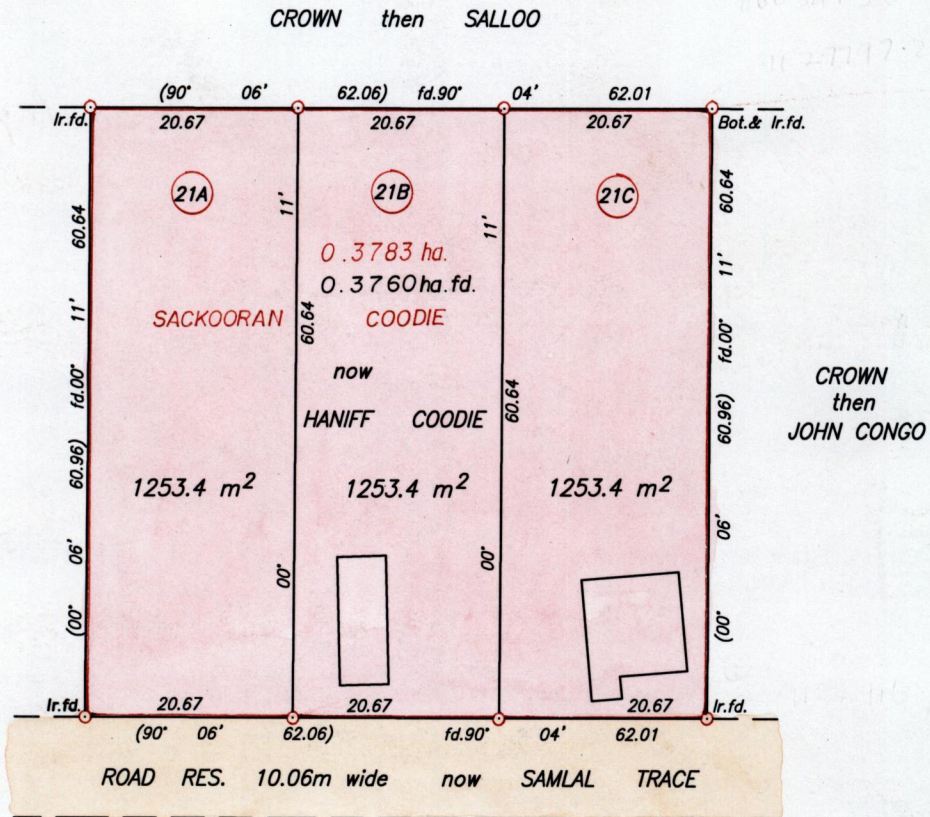 CROWN then SALLOO
(90° 06' 62.06) fd.90° 04' 62.01
Ir.fd. 20.67 20.67 20.67 Bot.& Ir.fd.
21A 21B 21C
60.64 11' fd.00° 60.96) 06' (00°
11' 60.64 00°
11' 60.64 00°
60.64 11' fd.00° 60.96) 06' (00°
0.3783 ha.
0.3760ha.fd.
SACKOORAN COODIE
now
HANIFF COODIE
CROWN
then
JOHN CONGO
1253.4 m² 1253.4 m² 1253.4 m²
Ir.fd. 20.67 20.67 20.67 Ir.fd.
(90° 06' 62.06) fd.90° 04' 62.01
ROAD RES. 10.06m wide now SAMLAL TRACE